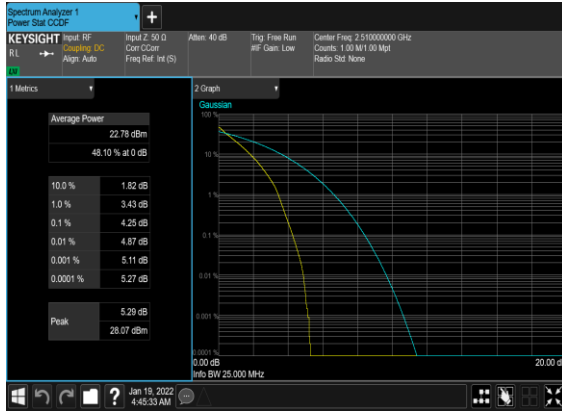 Spectrum Analyzer 1
Power Stat CCDF
KEYSIGHT
RL
LU
Input: RF
Coupling: DC
Align: Auto
Input Z: 50 Ω
Corr CCorr
Freq Ref: Int (S)
Atten: 40 dB
Trig: Free Run
#IF Gain: Low
Center Freq: 2.510000000 GHz
Counts: 1.00 M/1.00 Mpt
Radio Std: None
1 Metrics
Average Power
22.78 dBm
48.10 % at 0 dB
10.0 % 1.82 dB
1.0 % 3.43 dB
0.1 % 4.25 dB
0.01 % 4.87 dB
0.001 % 5.11 dB
0.0001 % 5.27 dB
Peak
5.29 dB
28.07 dBm
2 Graph
Gaussian
100 %
10 %
1 %
0.1 %
0.01 %
0.001 %
0.0001 %
0.00 dB
20.00 d
Info BW 25.000 MHz
? Jan 19, 2022
4:45:33 AM